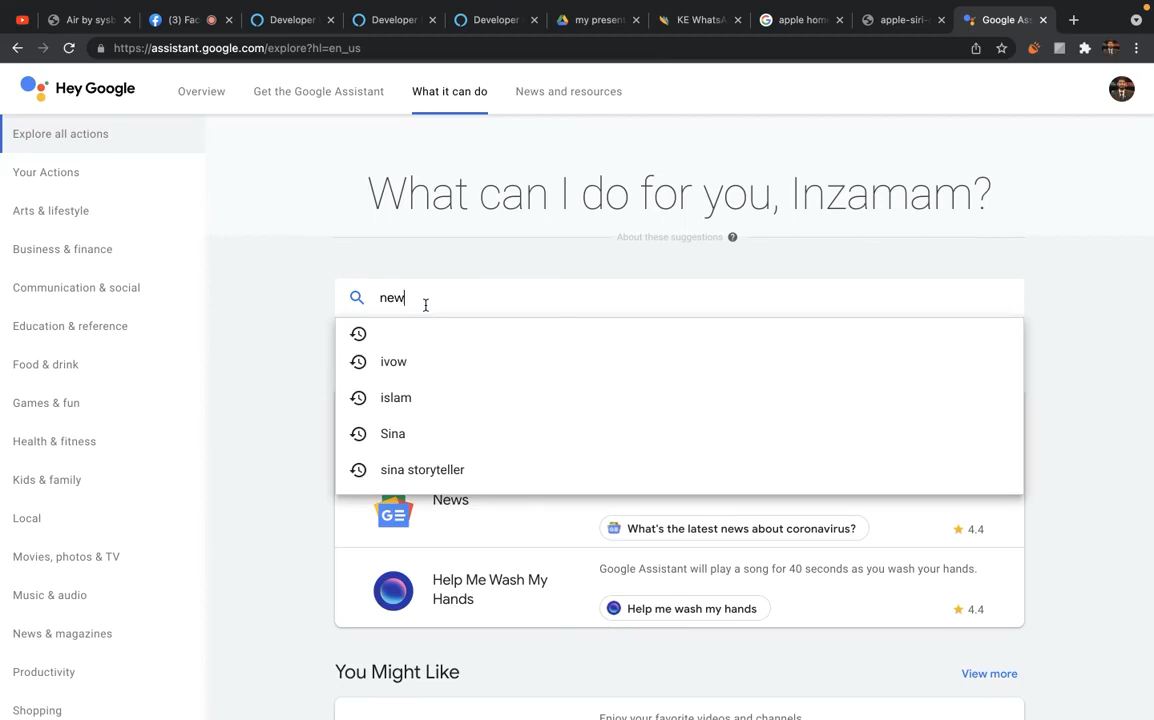 Air by sysb
(3) Fac
Developer
Developer
Developer
my present
KE WhatsA
apple hom
apple-siri-
Google Ass
https://assistant.google.com/explore?hl=en_us
Hey Google
Overview
Get the Google Assistant
What it can do
News and resources
Explore all actions
Your Actions
Arts & lifestyle
Business & finance
Communication & social
Education & reference
Food & drink
Games & fun
Health & fitness
Kids & family
Local
Movies, photos & TV
Music & audio
News & magazines
Productivity
Shopping
What can I do for you, Inzamam?
About these suggestions ?
new
ivow
islam
Sina
sina storyteller
GE
News
What's the latest news about coronavirus?
4.4
Help Me Wash My
Hands
Google Assistant will play a song for 40 seconds as you wash your hands.
Help me wash my hands
4.4
You Might Like
View more
Enjoy your favorite videos and channels